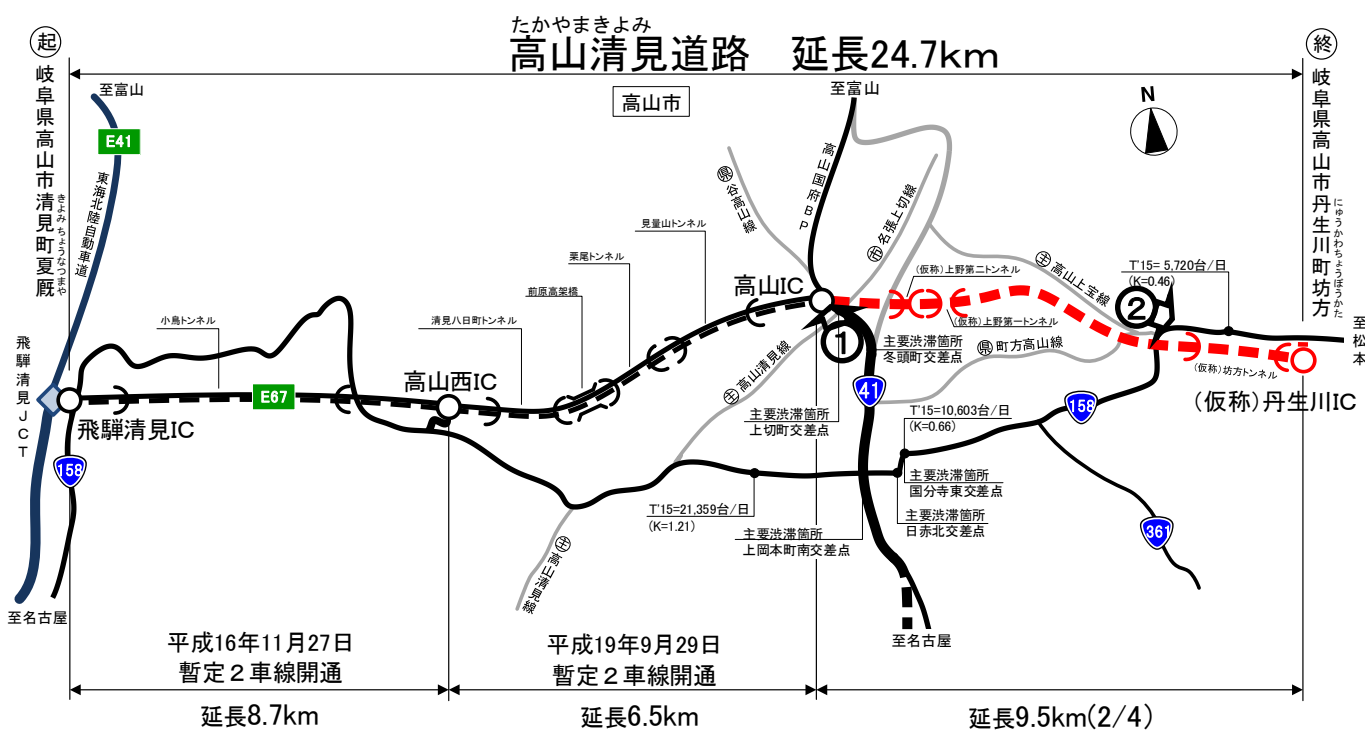 たかやまきよみ
高山清見道路 延長24.7km
起
岐阜県高山市清見町夏厩
きよみちょうなつまや
終
岐阜県高山市丹生川町坊方
にゅうかわちょうぼうかた
高山市
至富山
E41
東海北陸自動車道
至富山
高山国府BP
県谷高山線
市名張上切線
N
見量山トンネル
栗尾トンネル
前原高架橋
清見八日町トンネル
小鳥トンネル
高山IC
(仮称)上野第二トンネル
(仮称)上野第一トンネル
主高山上宝線
T'15= 5,720台/日
(K=0.46)
②
①
至松本
主要渋滞箇所
冬頭町交差点
県町方高山線
(仮称)坊方トンネル
(仮称)丹生川IC
飛騨清見JCT
飛騨清見IC
E67
高山西IC
主高山清見線
主要渋滞箇所
上切町交差点
41
T'15=10,603台/日
(K=0.66)
158
158
主要渋滞箇所
国分寺東交差点
T'15=21,359台/日
(K=1.21)
主要渋滞箇所
日赤北交差点
主要渋滞箇所
上岡本町南交差点
361
主高山清見線
至名古屋
至名古屋
平成16年11月27日
暫定２車線開通
平成19年9月29日
暫定２車線開通
延長8.7km
延長6.5km
延長9.5km(2/4)